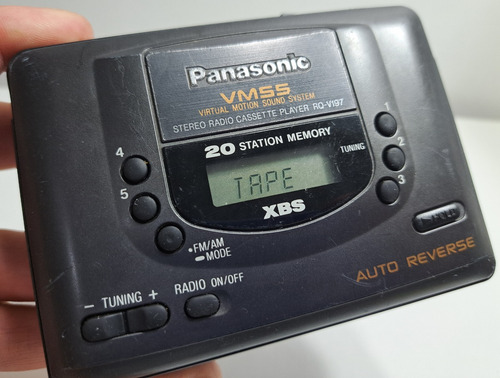 Panasonic
VMSS
VIRTUAL MOTION SOUND SYSTEM
STEREO RADIO CASSETTE PLAYER RQ-V197
20 STATION MEMORY
TUNING
1
2
3
4
5
TAPE
XBS
•FM/AM
━MODE
− TUNING +
RADIO ON/OFF
AUTO REVERSE